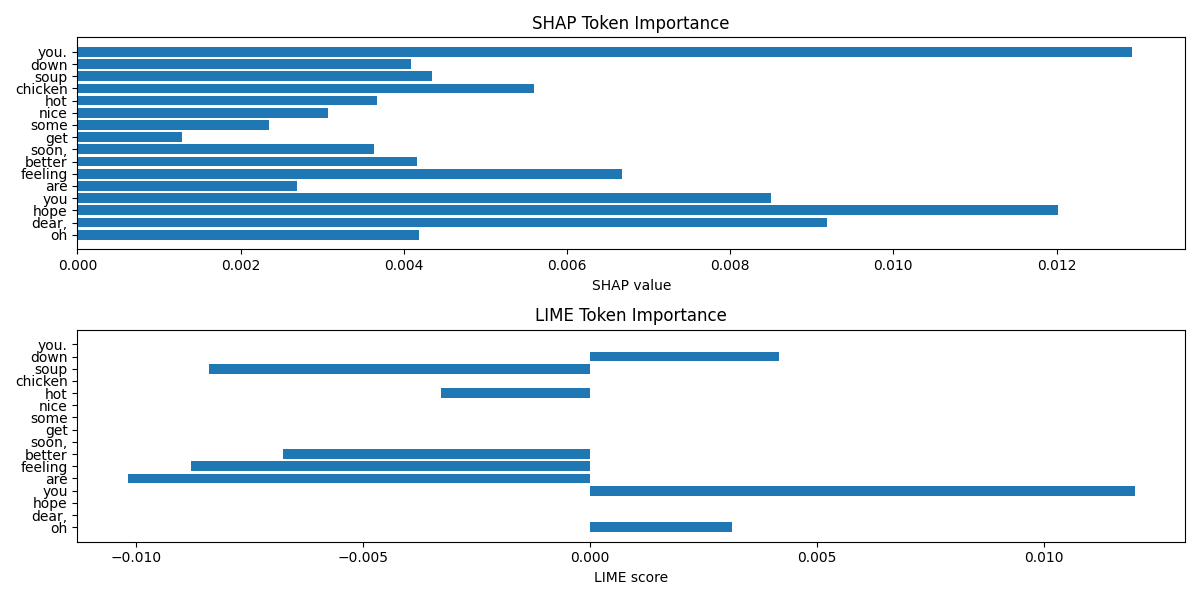 SHAP Token Importance
you.
down
soup
chicken
hot
nice
some
get
soon,
better
feeling
are
you
hope
dear,
oh
0.000 0.002 0.004 0.006 0.008 0.010 0.012
SHAP value
LIME Token Importance
you.
down
soup
chicken
hot
nice
some
get
soon,
better
feeling
are
you
hope
dear,
oh
−0.010 −0.005 0.000 0.005 0.010
LIME score